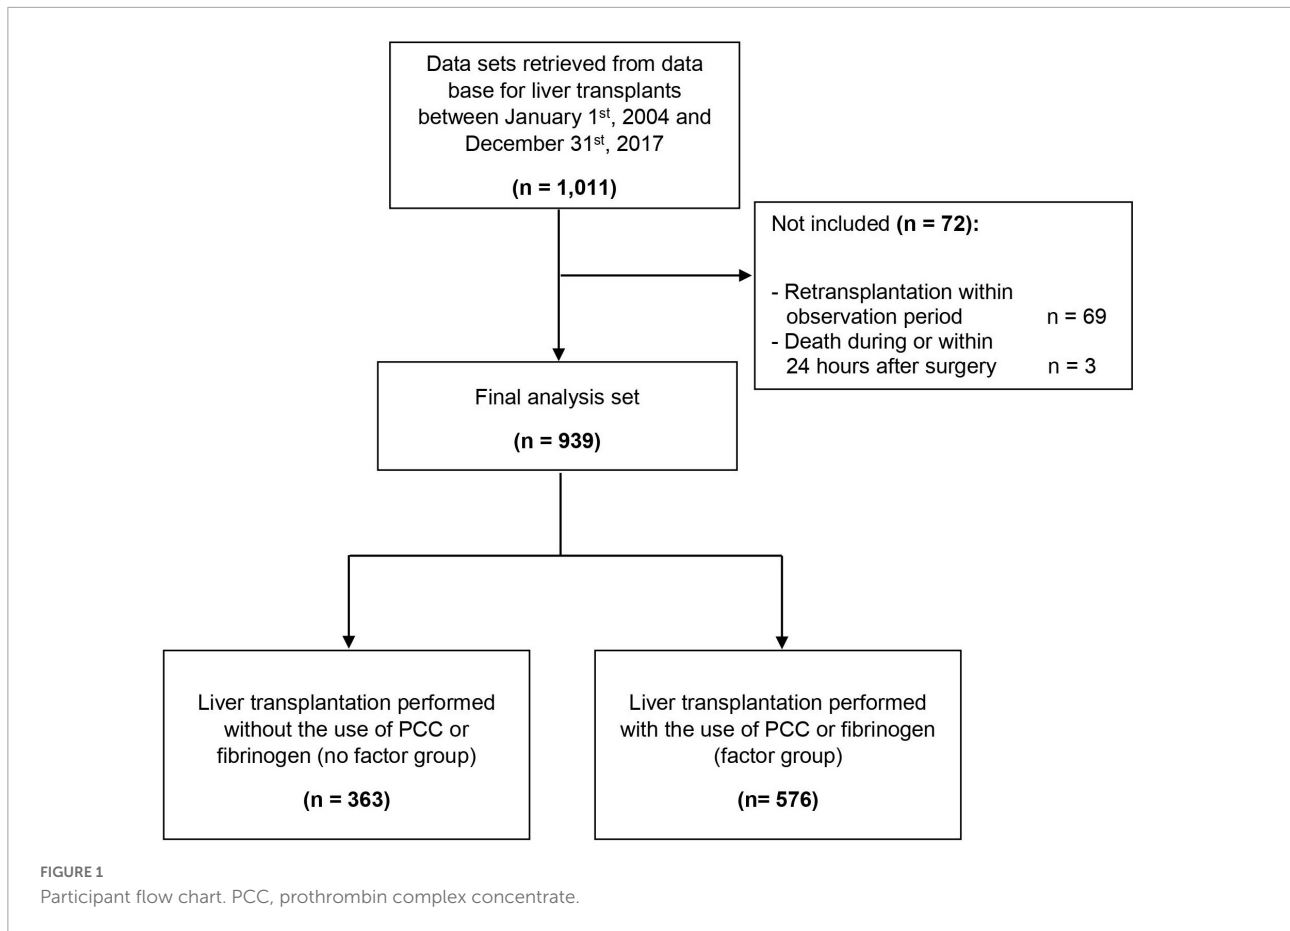 Data sets retrieved from data
base for liver transplants
between January 1st, 2004 and
December 31st, 2017
(n = 1,011)
Not included (n = 72):
- Retransplantation within
observation period n = 69
- Death during or within
24 hours after surgery n = 3
Final analysis set
(n = 939)
Liver transplantation performed
without the use of PCC or
fibrinogen (no factor group)
(n = 363)
Liver transplantation performed
with the use of PCC or fibrinogen
(factor group)
(n= 576)
FIGURE 1
Participant flow chart. PCC, prothrombin complex concentrate.